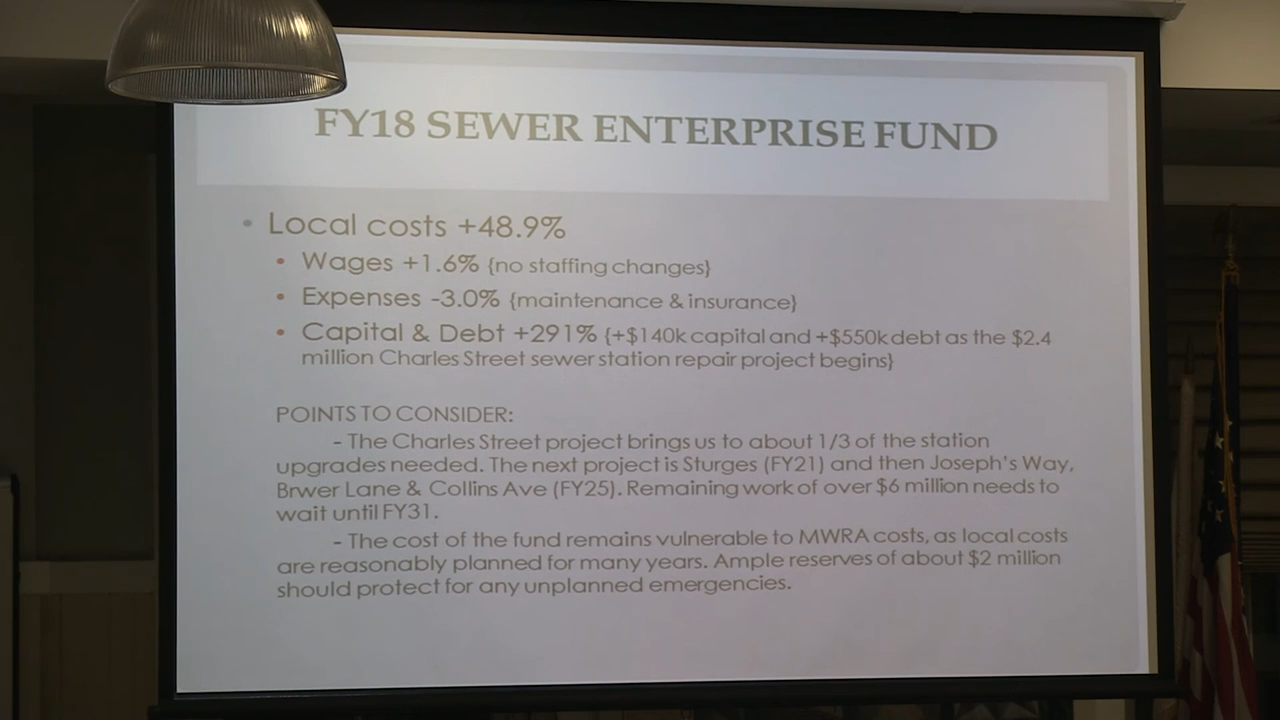 FY18 SEWER ENTERPRISE FUND
• Local costs +48.9%
• Wages +1.6% {no staffing changes}
• Expenses -3.0% {maintenance & insurance}
• Capital & Debt +291% {+$140k capital and +$550k debt as the $2.4
million Charles Street sewer station repair project begins}
POINTS TO CONSIDER:
- The Charles Street project brings us to about 1/3 of the station
upgrades needed. The next project is Sturges (FY21) and then Joseph's Way,
Brwer Lane & Collins Ave (FY25). Remaining work of over $6 million needs to
wait until FY31.
- The cost of the fund remains vulnerable to MWRA costs, as local costs
are reasonably planned for many years. Ample reserves of about $2 million
should protect for any unplanned emergencies.